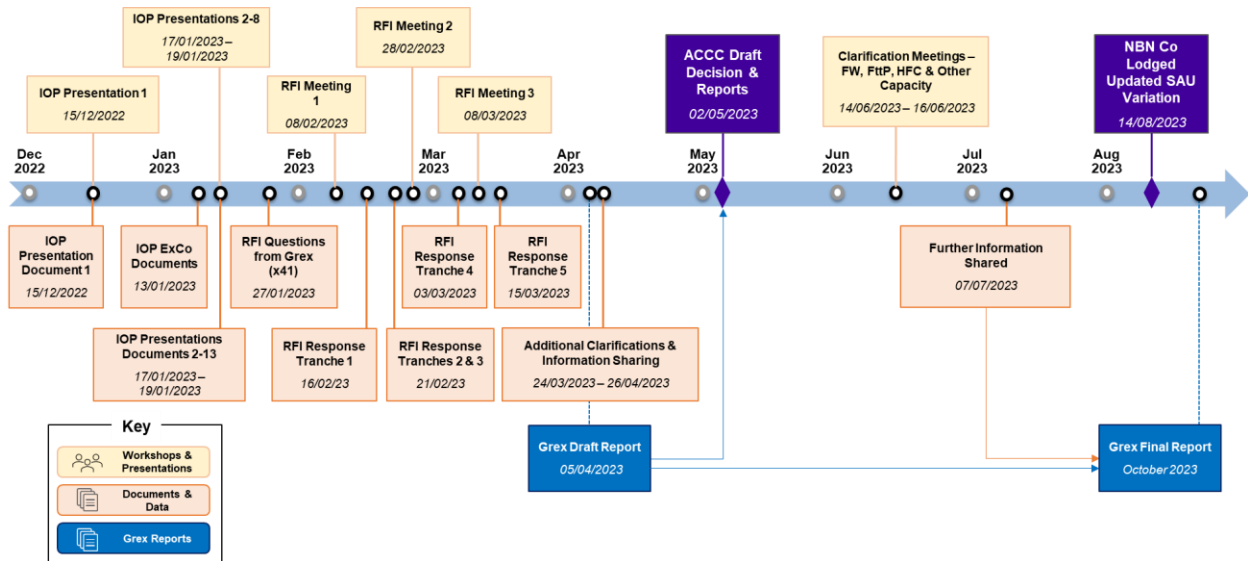 IOP Presentations 2-8
17/01/2023 –
19/01/2023
RFI Meeting 2
28/02/2023
ACCC Draft
Decision &
Reports
02/05/2023
Clarification Meetings –
FW, FttP, HFC & Other
Capacity
14/06/2023 – 16/06/2023
NBN Co
Lodged
Updated SAU
Variation
14/08/2023
IOP Presentation 1
15/12/2022
RFI Meeting
1
08/02/2023
RFI Meeting 3
08/03/2023
Dec
2022
Jan
2023
Feb
2023
Mar
2023
Apr
2023
May
2023
Jun
2023
Jul
2023
Aug
2023
IOP
Presentation
Document 1
15/12/2022
IOP ExCo
Documents
13/01/2023
RFI Questions
from Grex
(x41)
27/01/2023
RFI
Response
Tranche 4
03/03/2023
RFI
Response
Tranche 5
15/03/2023
Further Information
Shared
07/07/2023
IOP Presentations
Documents 2-13
17/01/2023 –
19/01/2023
RFI Response
Tranche 1
16/02/23
RFI Response
Tranches 2 & 3
21/02/23
Additional Clarifications &
Information Sharing
24/03/2023 – 26/04/2023
Grex Draft Report
05/04/2023
Grex Final Report
October 2023
Key
Workshops &
Presentations
Documents &
Data
Grex Reports